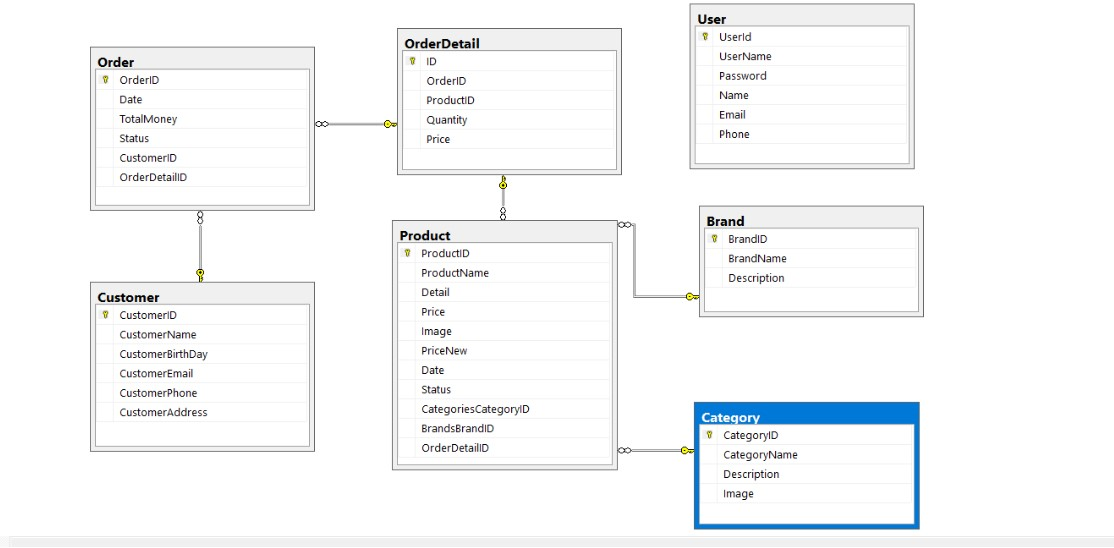 Order
OrderID
Date
TotalMoney
Status
CustomerID
OrderDetailID
OrderDetail
ID
OrderID
ProductID
Quantity
Price
User
UserId
UserName
Password
Name
Email
Phone
Customer
CustomerID
CustomerName
CustomerBirthDay
CustomerEmail
CustomerPhone
CustomerAddress
Product
ProductID
ProductName
Detail
Price
Image
PriceNew
Date
Status
CategoriesCategoryID
BrandsBrandID
OrderDetailID
Brand
BrandID
BrandName
Description
Category
CategoryID
CategoryName
Description
Image